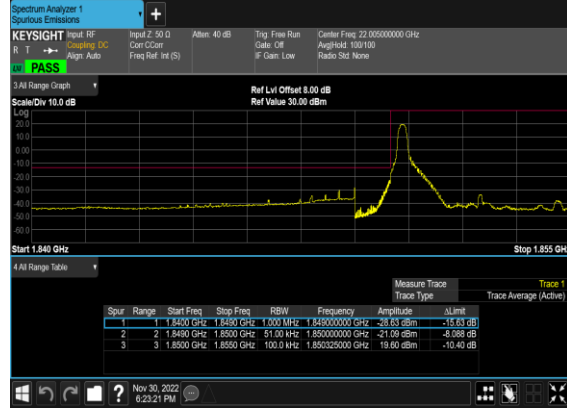 Spectrum Analyzer 1
Spurious Emissions
+
KEYSIGHT Input: RF Input Z: 50 Ω Atten: 40 dB Trig: Free Run Center Freq: 22.005000000 GHz
R T Coupling: DC Corr CCorr Gate: Off Avg|Hold: 100/100
Align: Auto Freq Ref: Int (S) IF Gain: Low Radio Std: None
PASS
3 All Range Graph
Ref Lvl Offset 8.00 dB
Scale/Div 10.0 dB Ref Value 30.00 dBm
Log
20.0
10.0
0.00
-10.0
-20.0
-30.0
-40.0
-50.0
-60.0
Start 1.840 GHz Stop 1.855 GH
4 All Range Table
Measure Trace Trace 1
Trace Type Trace Average (Active)
Spur Range Start Freq Stop Freq RBW Frequency Amplitude ΔLimit
1 1 1.8400 GHz 1.8490 GHz 1.000 MHz 1.849000000 GHz -28.63 dBm -15.63 dB
2 2 1.8490 GHz 1.8500 GHz 51.00 kHz 1.850000000 GHz -21.09 dBm -8.088 dB
3 3 1.8500 GHz 1.8550 GHz 100.0 kHz 1.850325000 GHz 19.60 dBm -10.40 dB
? Nov 30, 2022
6:23:21 PM